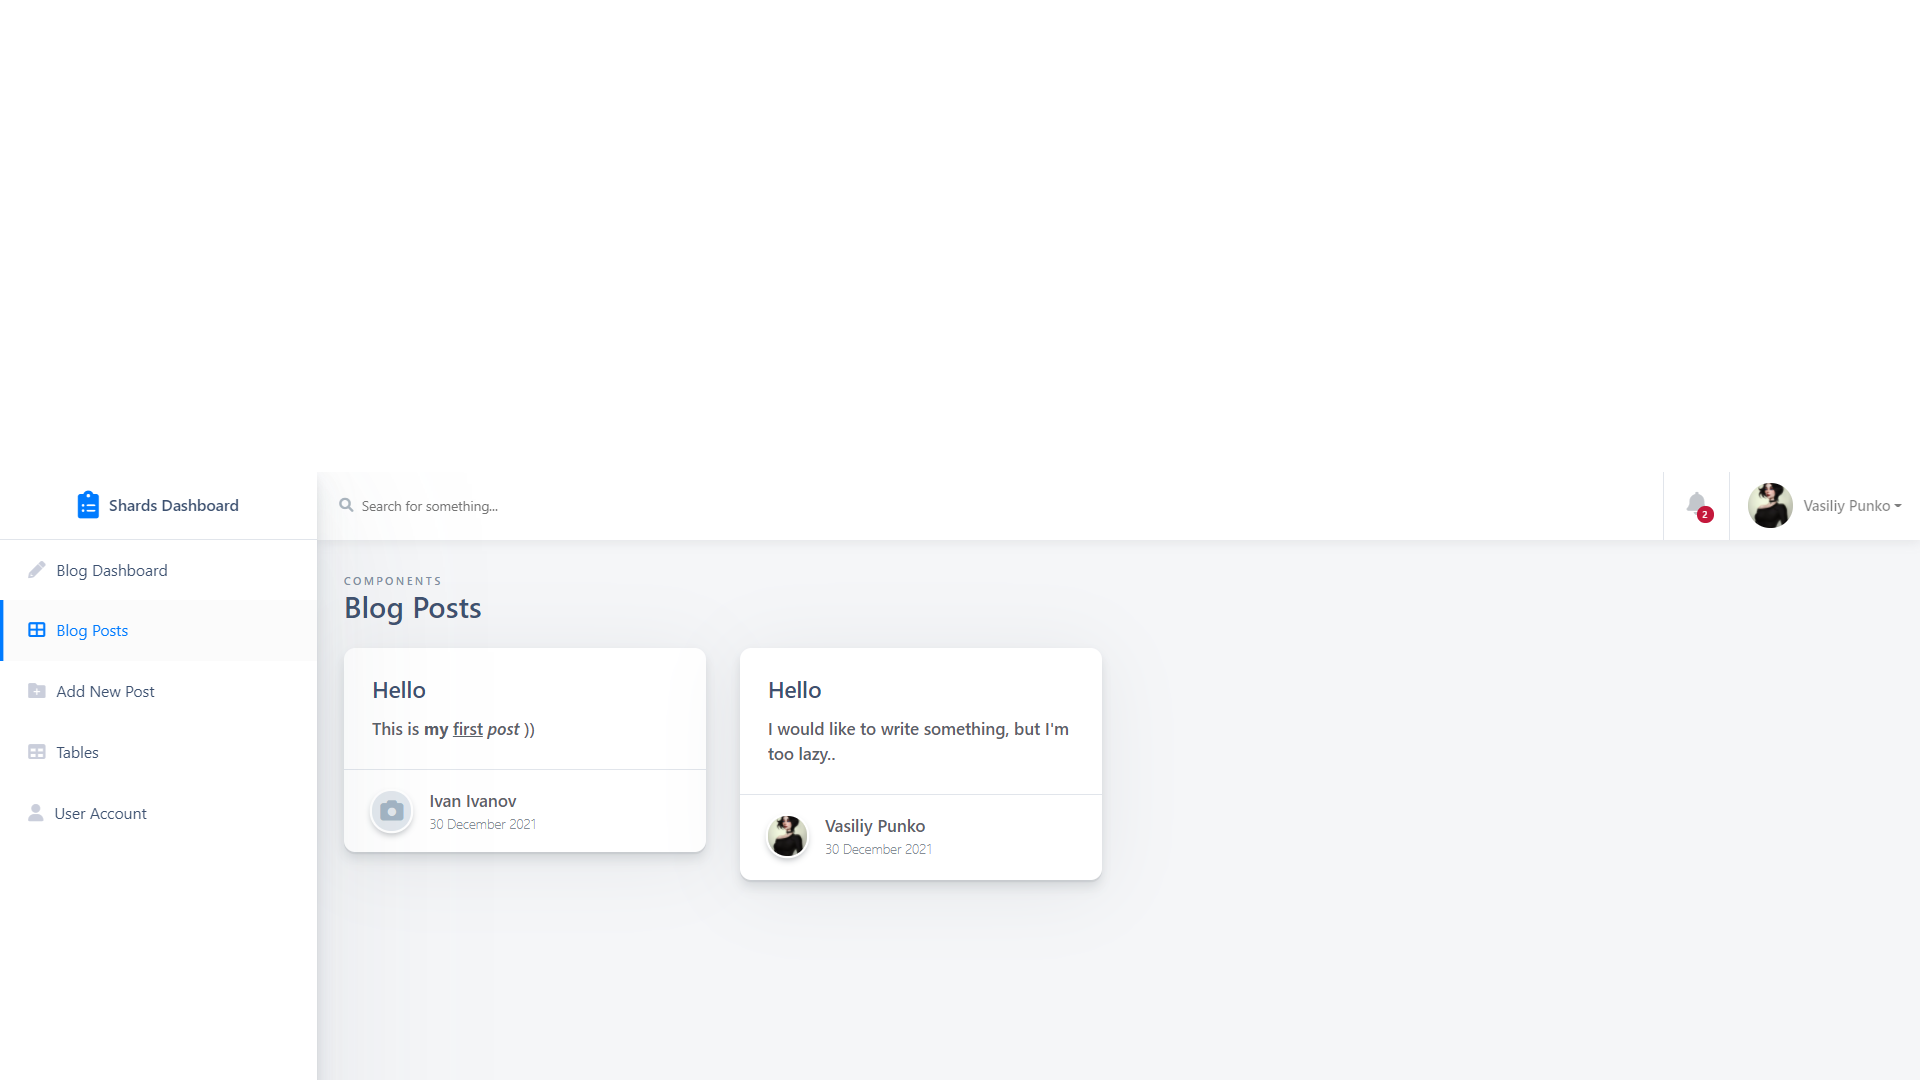 Shards Dashboard
Search for something...
2
Vasiliy Punko
Blog Dashboard
Blog Posts
Add New Post
Tables
User Account
COMPONENTS
Blog Posts
Hello
This is my first post ))
Ivan Ivanov
30 December 2021
Hello
I would like to write something, but I'm
too lazy..
Vasiliy Punko
30 December 2021